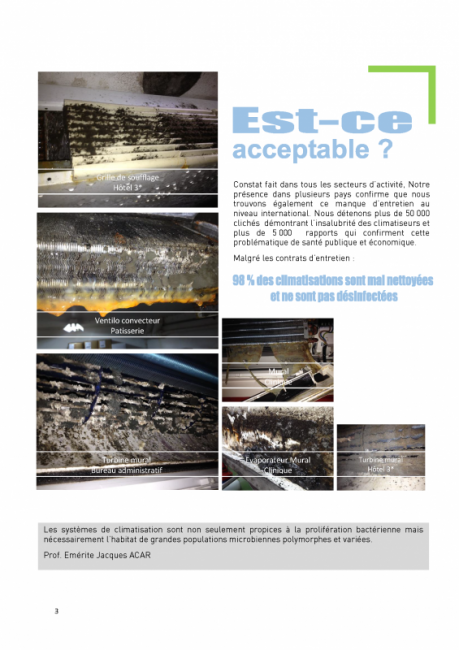 Est-ce
acceptable ?
Constat fait dans tous les secteurs d'activité, Notre
présence dans plusieurs pays confirme que nous
trouvons également ce manque d'entretien au
niveau international. Nous détenons plus de 50 000
clichés démontrant l'insalubrité des climatiseurs et
plus de 5 000 rapports qui confirment cette
problématique de santé publique et économique.
Malgré les contrats d'entretien :
98 % des climatisations sont mal nettoyées
et ne sont pas désinfectées
Grille de soufflage
Hôtel 3*
Ventilo convecteur
Patisserie
Turbine mural
Bureau administratif
Mural
Evaporateur Mural
Clinique
Turbine mural
Hôtel 4*
Les systèmes de climatisation sont non seulement propices à la prolifération bactérienne mais
nécessairement l'habitat de grandes populations microbiennes polymorphes et variées.
Prof. Emérite Jacques ACAR
3